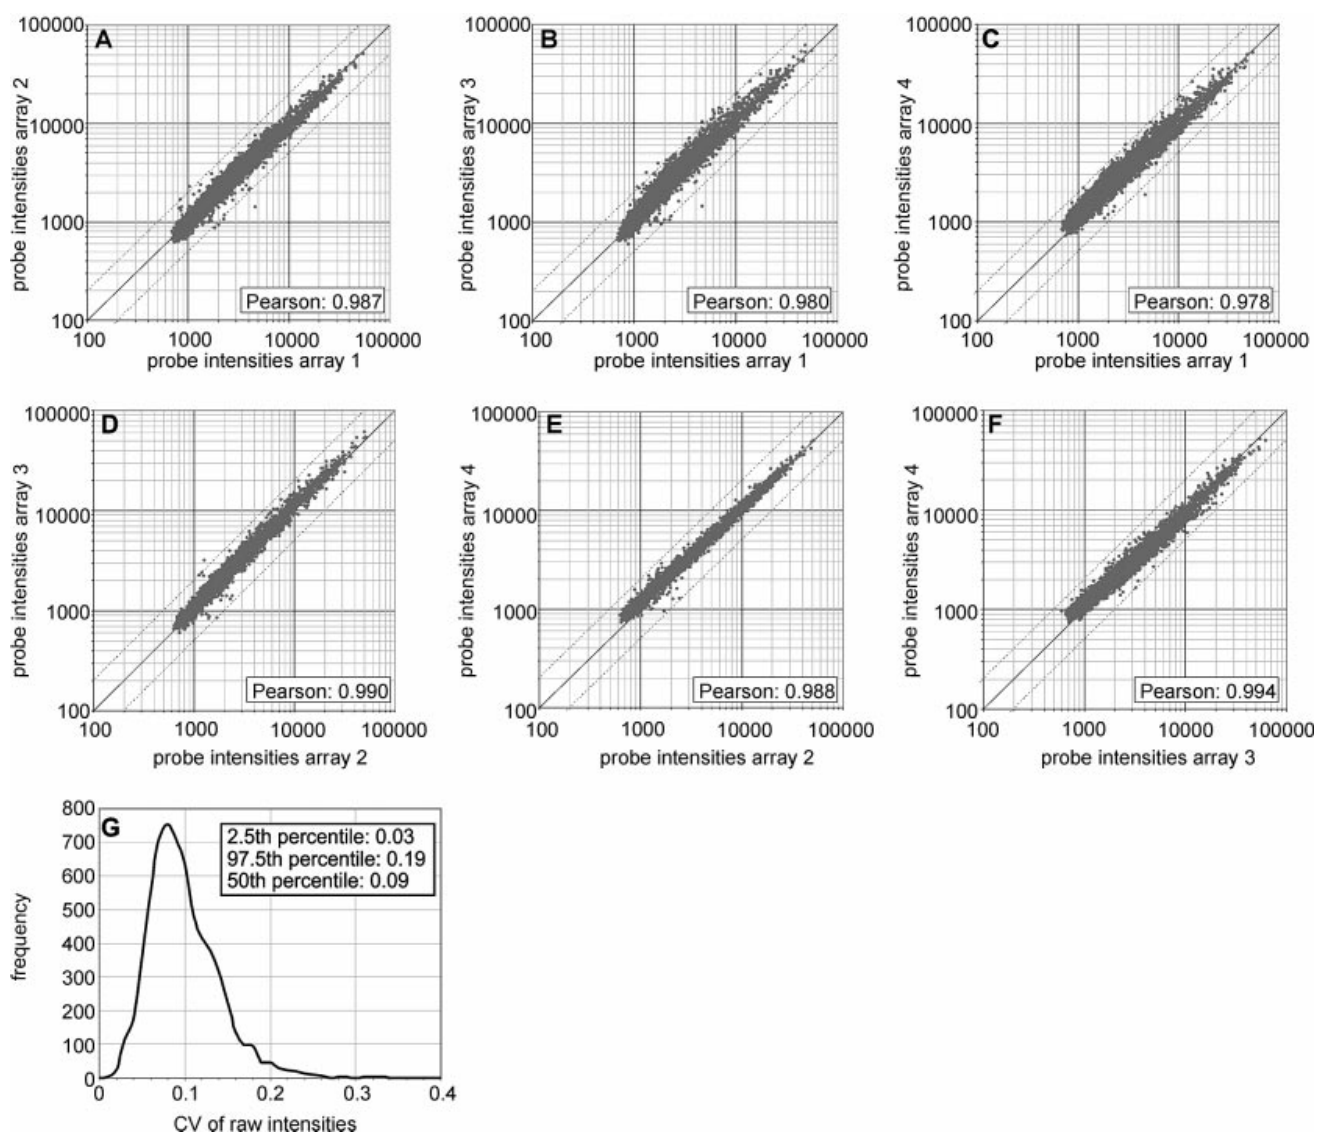 A
100000
10000
1000
100
probe intensities array 2
Pearson: 0.987
100 1000 10000 100000
probe intensities array 1
B
100000
10000
1000
100
probe intensities array 3
Pearson: 0.980
100 1000 10000 100000
probe intensities array 1
C
100000
10000
1000
100
probe intensities array 4
Pearson: 0.978
100 1000 10000 100000
probe intensities array 1
D
100000
10000
1000
100
probe intensities array 3
Pearson: 0.990
100 1000 10000 100000
probe intensities array 2
E
100000
10000
1000
100
probe intensities array 4
Pearson: 0.988
100 1000 10000 100000
probe intensities array 2
F
100000
10000
1000
100
probe intensities array 4
Pearson: 0.994
100 1000 10000 100000
probe intensities array 3
G
800
700
600
500
400
300
200
100
0
frequency
2.5th percentile: 0.03
97.5th percentile: 0.19
50th percentile: 0.09
0 0.1 0.2 0.3 0.4
CV of raw intensities